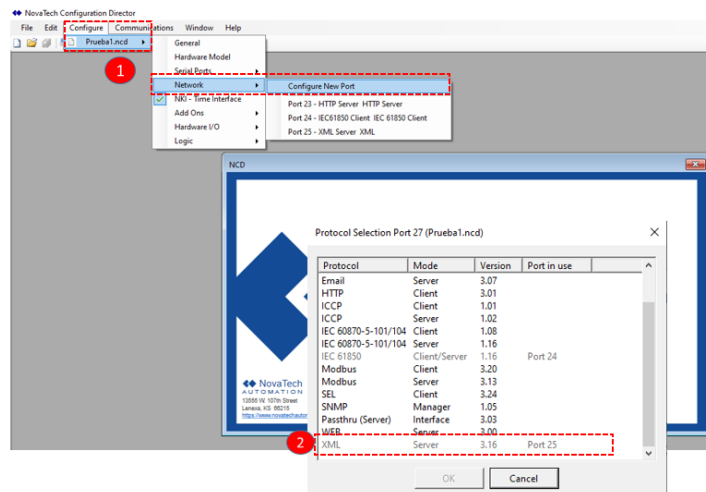 NovaTech Configuration Director
File Edit Configure Communications Window Help
Prueba1.ncd
1
General
Hardware Model
Serial Ports
Network
NKI - Time Interface
Add Ons
Hardware I/O
Logic
Configure New Port
Port 23 - HTTP Server HTTP Server
Port 24 - IEC61850 Client IEC 61850 Client
Port 25 - XML Server XML
NCD
Protocol Selection Port 27 (Prueba1.ncd)
Protocol Mode Version Port in use
Email Server 3.07
HTTP Client 3.01
ICCP Client 1.01
ICCP Server 1.02
IEC 60870-5-101/104 Client 1.08
IEC 60870-5-101/104 Server 1.16
IEC 61850 Client/Server 1.16 Port 24
Modbus Client 3.20
Modbus Server 3.13
SEL Client 3.24
SNMP Manager 1.05
Passthru (Server) Interface 3.03
WEB Server 3.00
2
XML Server 3.16 Port 25
OK Cancel
NovaTech
AUTOMATION
13555 W. 107th Street
Lenexa, KS 66215
https://www.novatechautor